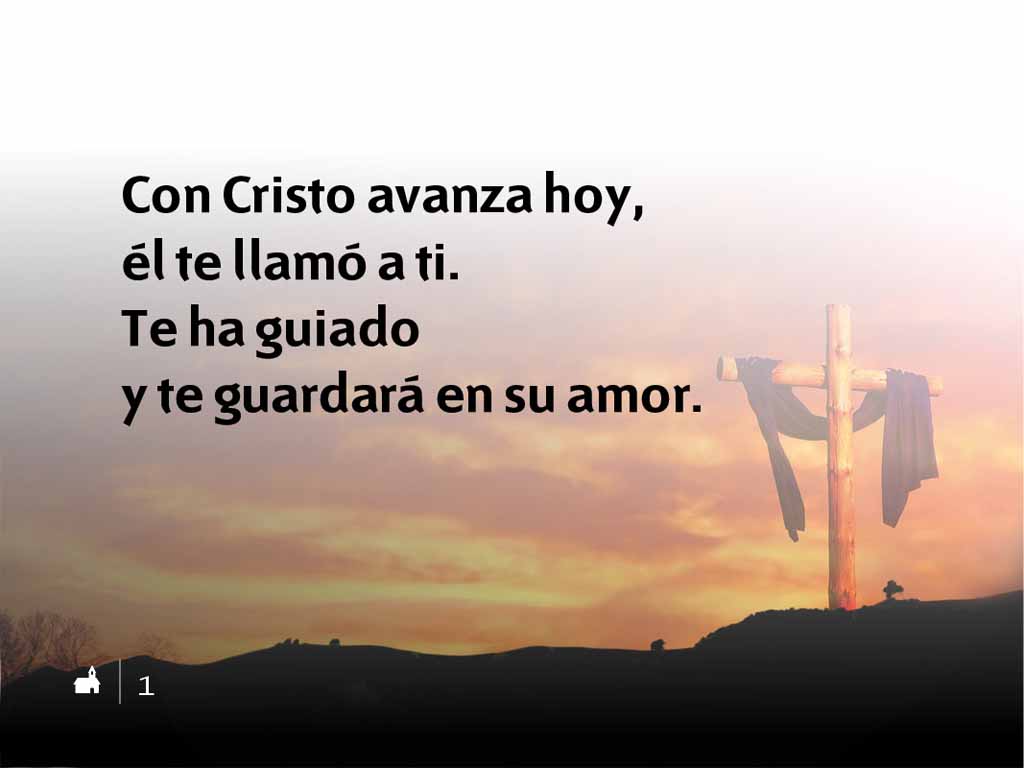 Con Cristo avanza hoy,
él te llamó a ti.
Te ha guiado
y te guardará en su amor.
1